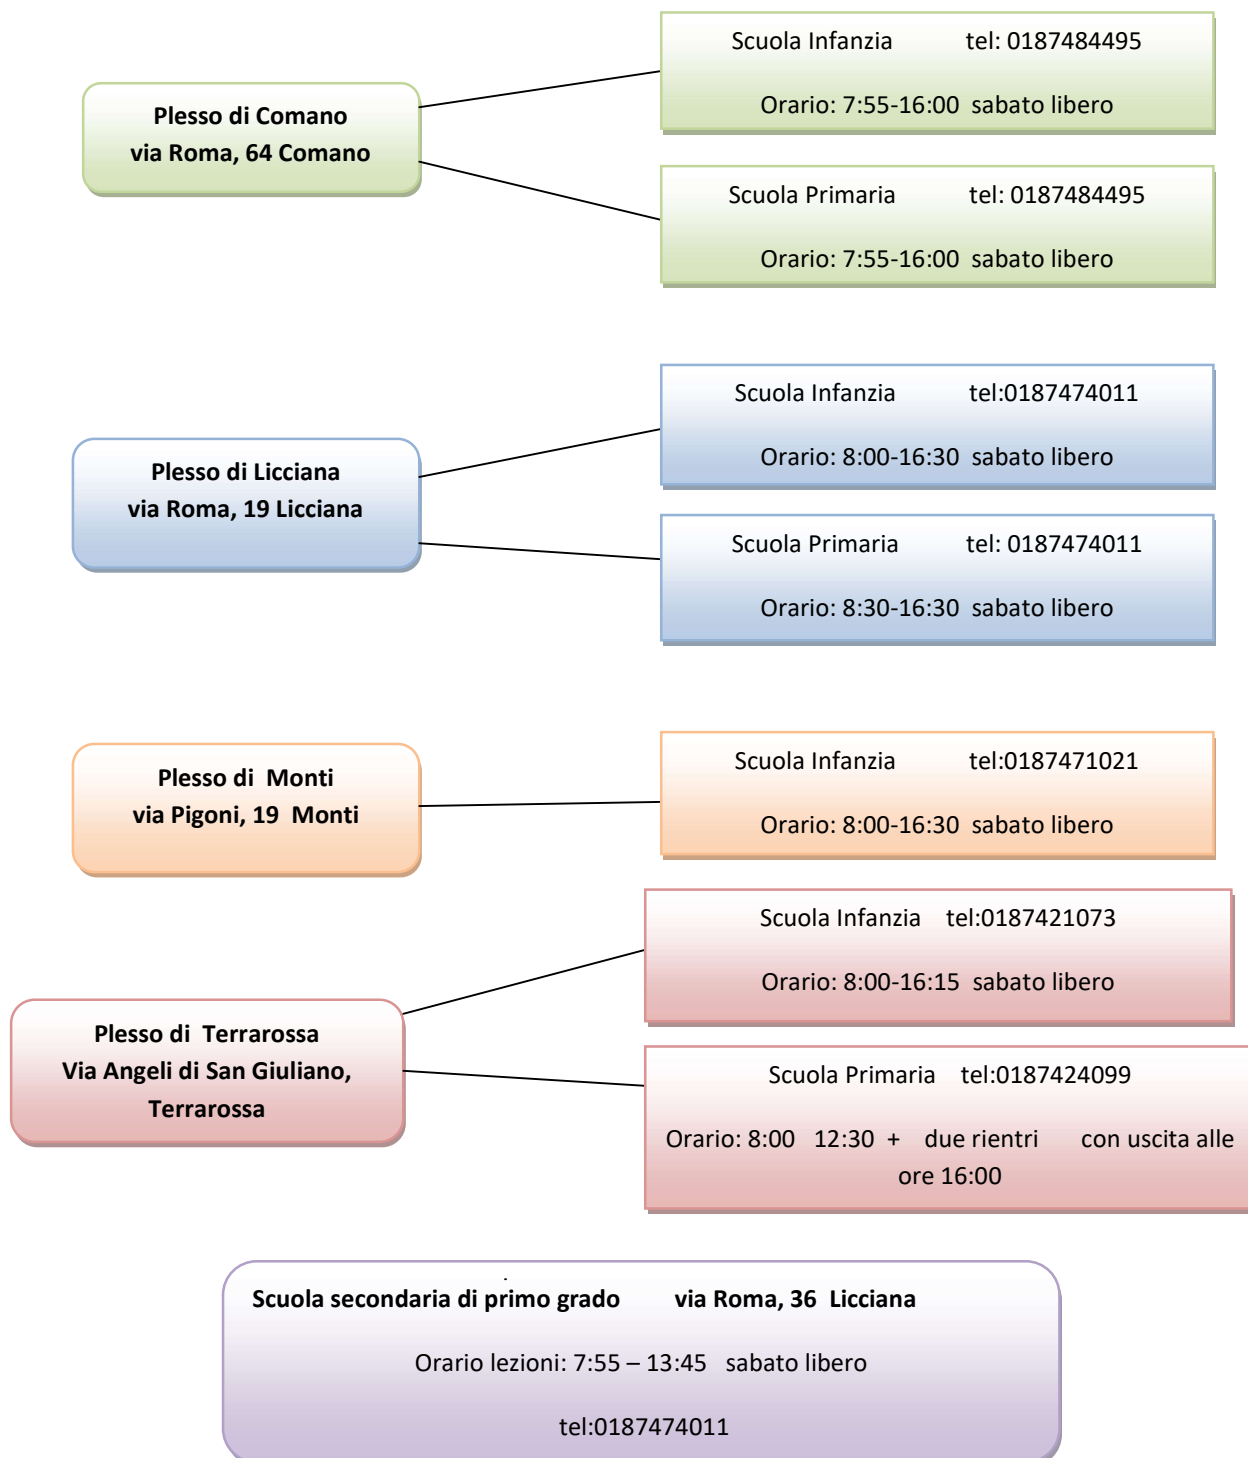 Plesso di Comano
via Roma, 64 Comano
Scuola Infanzia tel: 0187484495
Orario: 7:55-16:00 sabato libero
Scuola Primaria tel: 0187484495
Orario: 7:55-16:00 sabato libero
Plesso di Licciana
via Roma, 19 Licciana
Scuola Infanzia tel:0187474011
Orario: 8:00-16:30 sabato libero
Scuola Primaria tel: 0187474011
Orario: 8:30-16:30 sabato libero
Plesso di Monti
via Pigoni, 19 Monti
Scuola Infanzia tel:0187471021
Orario: 8:00-16:30 sabato libero
Plesso di Terrarossa
Via Angeli di San Giuliano,
Terrarossa
Scuola Infanzia tel:0187421073
Orario: 8:00-16:15 sabato libero
Scuola Primaria tel:0187424099
Orario: 8:00 12:30 + due rientri con uscita alle
ore 16:00
Scuola secondaria di primo grado via Roma, 36 Licciana
Orario lezioni: 7:55 – 13:45 sabato libero
tel:0187474011